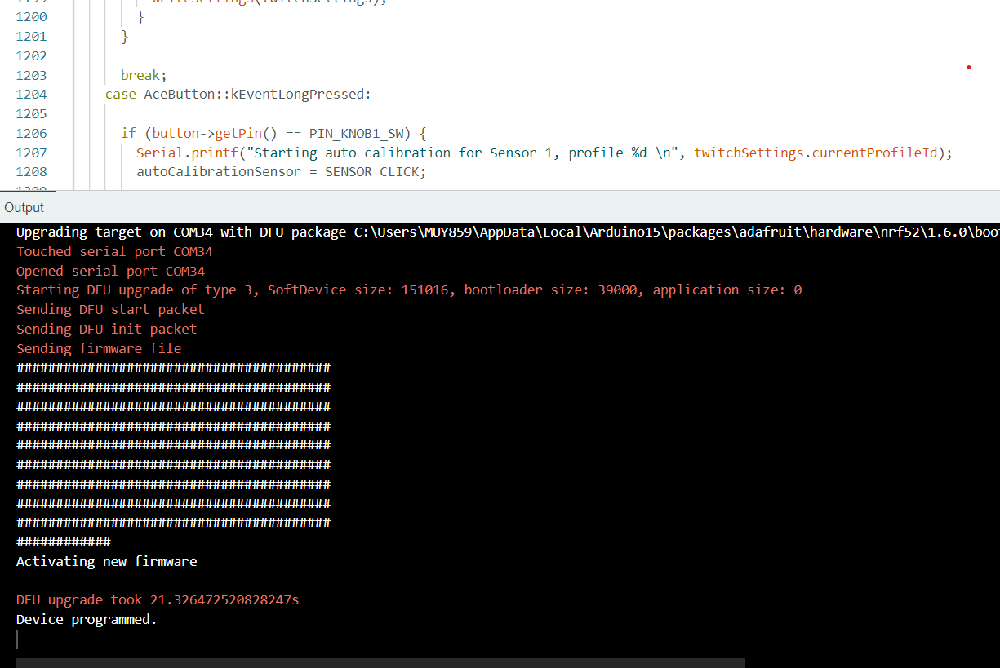 1200 }
1201 }
1202
1203 break;
1204 case AceButton::kEventLongPressed:
1205
1206 if (button->getPin() == PIN_KNOB1_SW) {
1207 Serial.printf("Starting auto calibration for Sensor 1, profile %d \n", twitchSettings.currentProfileId);
1208 autoCalibrationSensor = SENSOR_CLICK;
Output
Upgrading target on COM34 with DFU package C:\Users\MUY859\AppData\Local\Arduino15\packages\adafruit\hardware\nrf52\1.6.0\boo
Touched serial port COM34
Opened serial port COM34
Starting DFU upgrade of type 3, SoftDevice size: 151016, bootloader size: 39000, application size: 0
Sending DFU start packet
Sending DFU init packet
Sending firmware file
########################################
########################################
########################################
########################################
########################################
########################################
########################################
########################################
########################################
############
Activating new firmware
DFU upgrade took 21.326472520828247s
Device programmed.